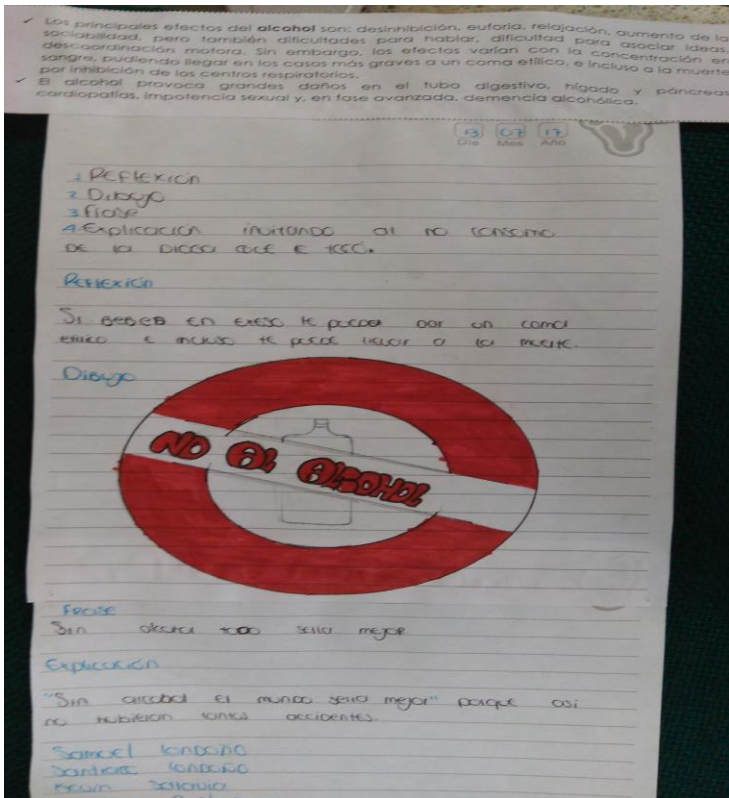 ✓ Los principales efectos del alcohol son: desinhibición, euforia, relajación, aumento de la
sociabilidad, pero también dificultades para hablar, dificultad para asociar ideas,
descoordinación motora. Sin embargo, los efectos varían con la concentración en
sangre, pudiendo llegar en los casos más graves a un coma etílico, e incluso a la muerte
por inhibición de los centros respiratorios.
✓ El alcohol provoca grandes daños en el tubo digestivo, hígado y páncreas
cardiopatías, impotencia sexual y, en fase avanzada, demencia alcohólica.
13 07 17
Día Mes Año
1 REFLEXIÓN
2 Dibujo
3 frase
4 Explicación invitando al no consumo
DE la DROGA QUE E
REFLEXIÓN
Si BEBES en exeso te puede dar un coma
etilico e incluso te puede llevar a la muerte.
Dibujo
NO AL ALCOHOL
FRASE
Sin alcohol todo seria mejor
Explicación
"Sin alcohol el mundo seria mejor" porque asi
no hubieran tantos accidentes.
Samuel londoño
Santiago londoño
Kevin